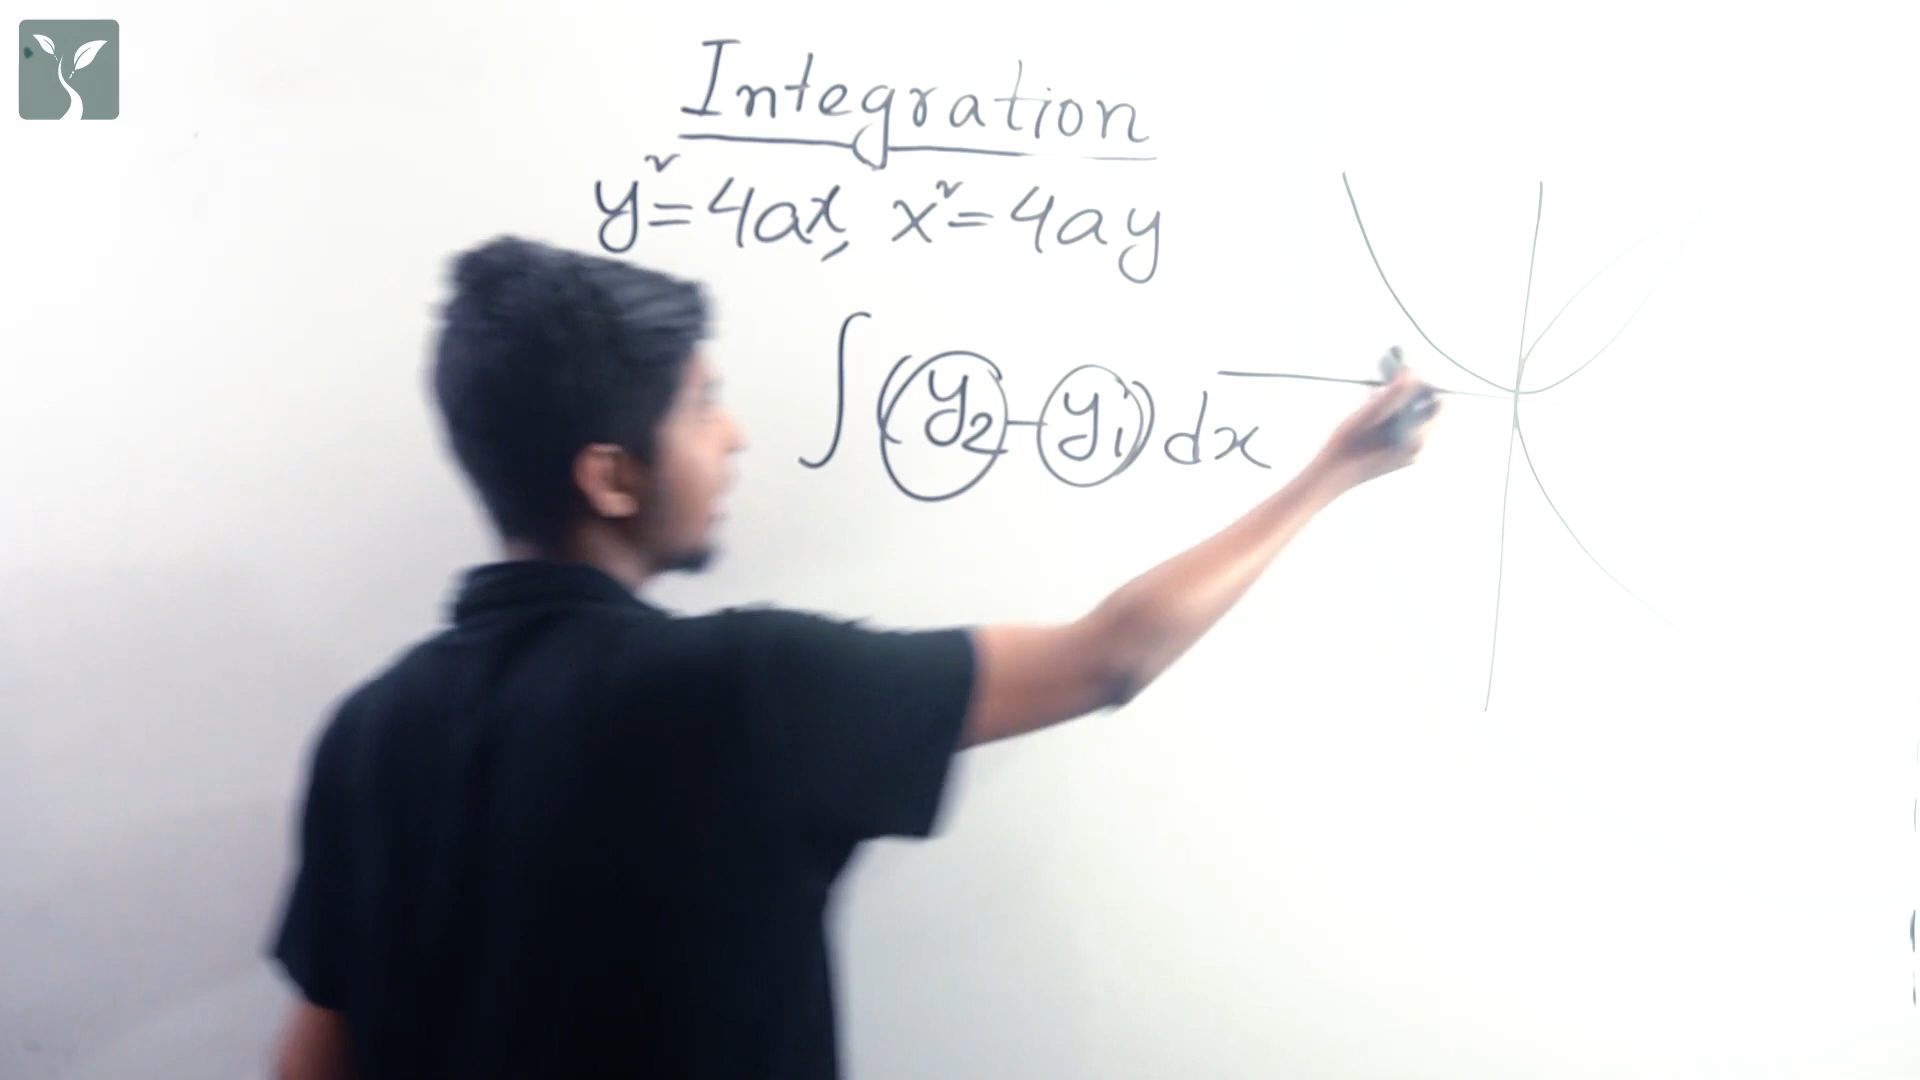 Integration
y²=4ax, x²=4ay
∫(y₂-y₁)dx